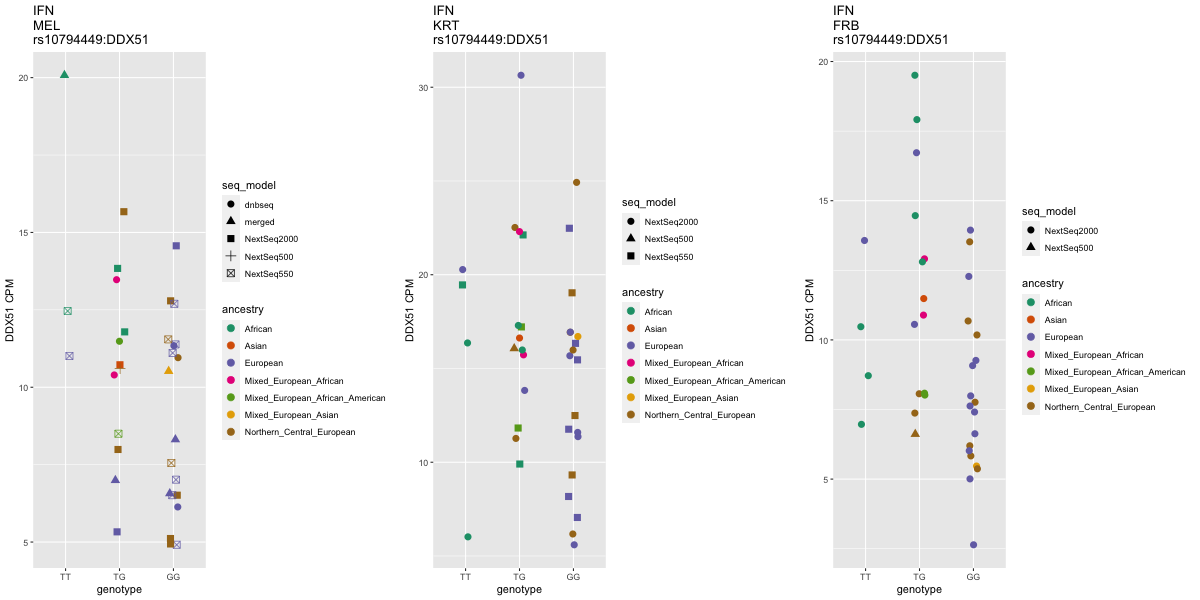 IFN
MEL
rs10794449:DDX51
DDX51 CPM
20
15
10
5
TT
TG
GG
genotype
seq_model
dnbseq
merged
NextSeq2000
NextSeq500
NextSeq550
ancestry
African
Asian
European
Mixed_European_African
Mixed_European_African_American
Mixed_European_Asian
Northern_Central_European
IFN
KRT
rs10794449:DDX51
DDX51 CPM
30
20
10
TT
TG
GG
genotype
seq_model
NextSeq2000
NextSeq500
NextSeq550
ancestry
African
Asian
European
Mixed_European_African
Mixed_European_African_American
Mixed_European_Asian
Northern_Central_European
IFN
FRB
rs10794449:DDX51
DDX51 CPM
20
15
10
5
TT
TG
GG
genotype
seq_model
NextSeq2000
NextSeq500
ancestry
African
Asian
European
Mixed_European_African
Mixed_European_African_American
Mixed_European_Asian
Northern_Central_European